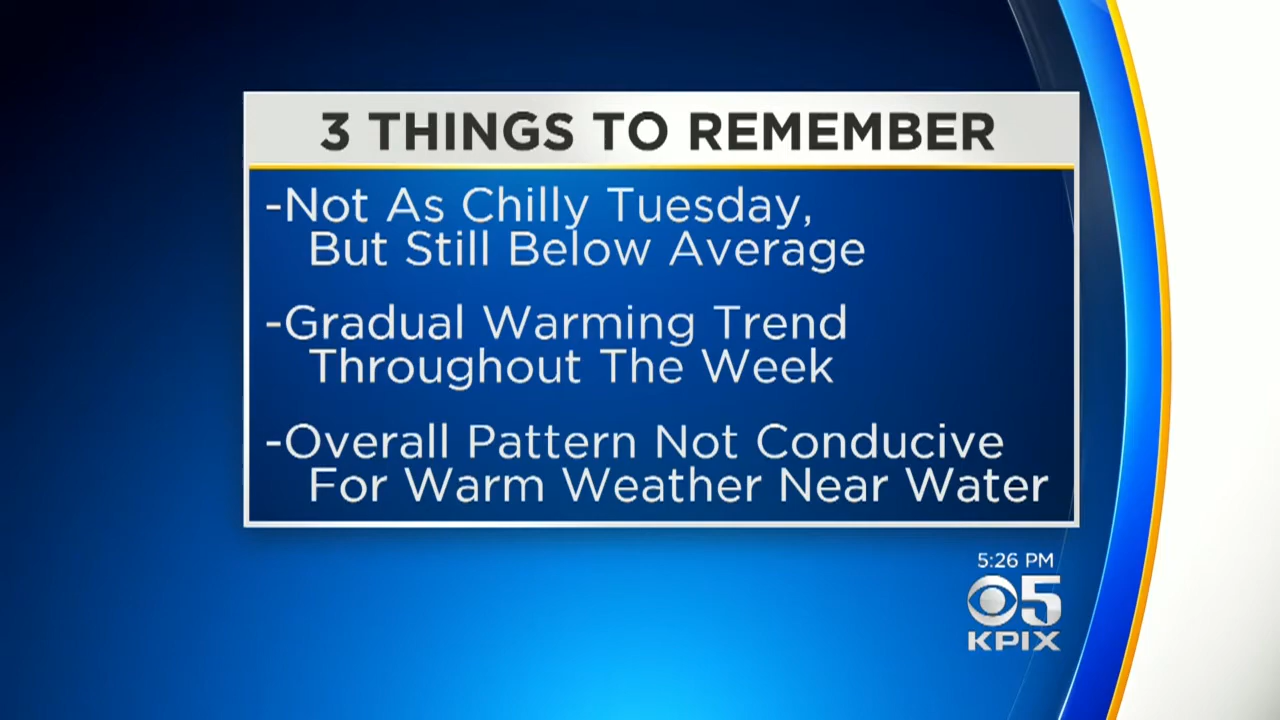 3 THINGS TO REMEMBER
-Not As Chilly Tuesday,
But Still Below Average
-Gradual Warming Trend
Throughout The Week
-Overall Pattern Not Conducive
For Warm Weather Near Water
5:26 PM
5
KPIX